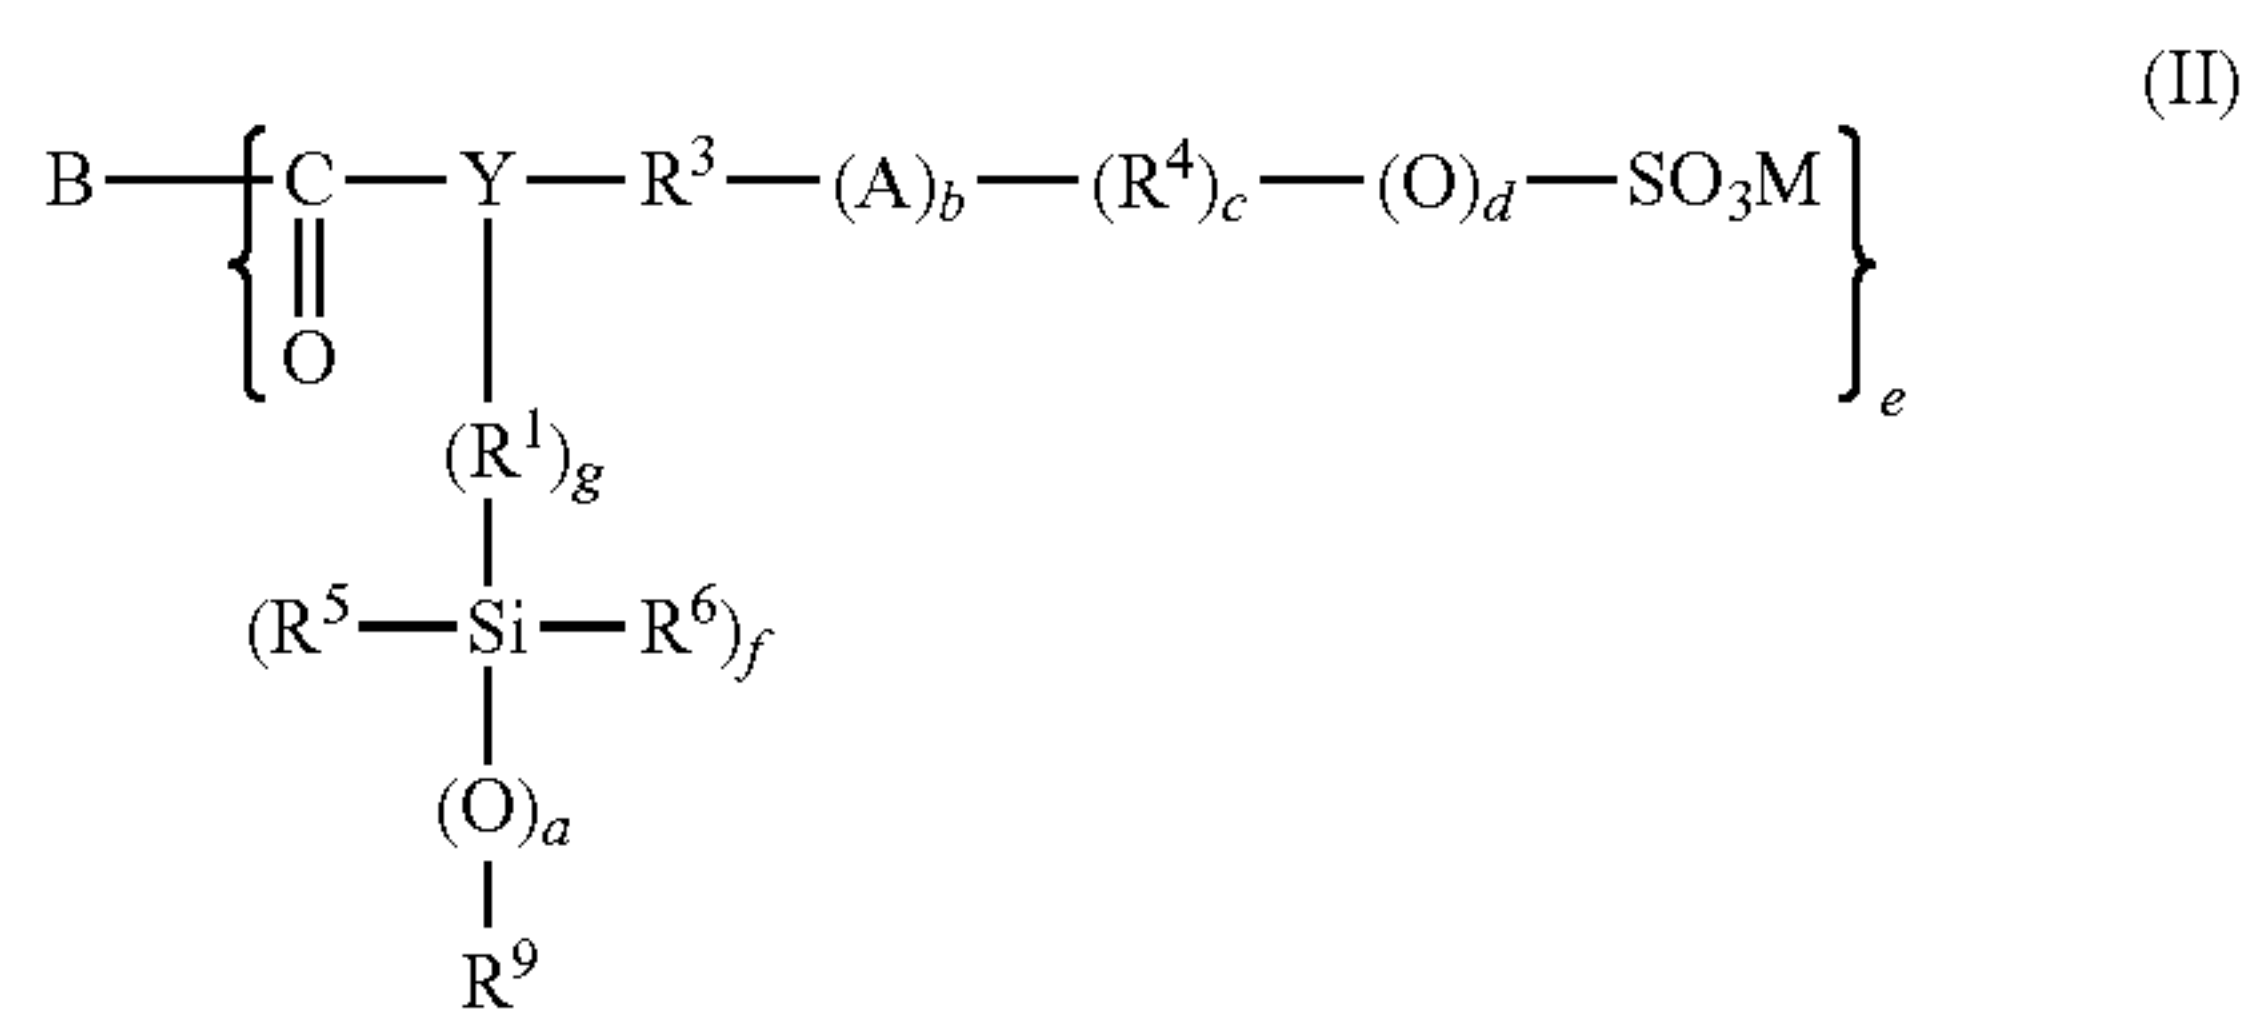 (II)
B—{C—Y—R³—(A)b—(R⁴)c—(O)d—SO₃M}e
O
(R¹)g
(R⁵—Si—R⁶)f
(O)a
R⁹